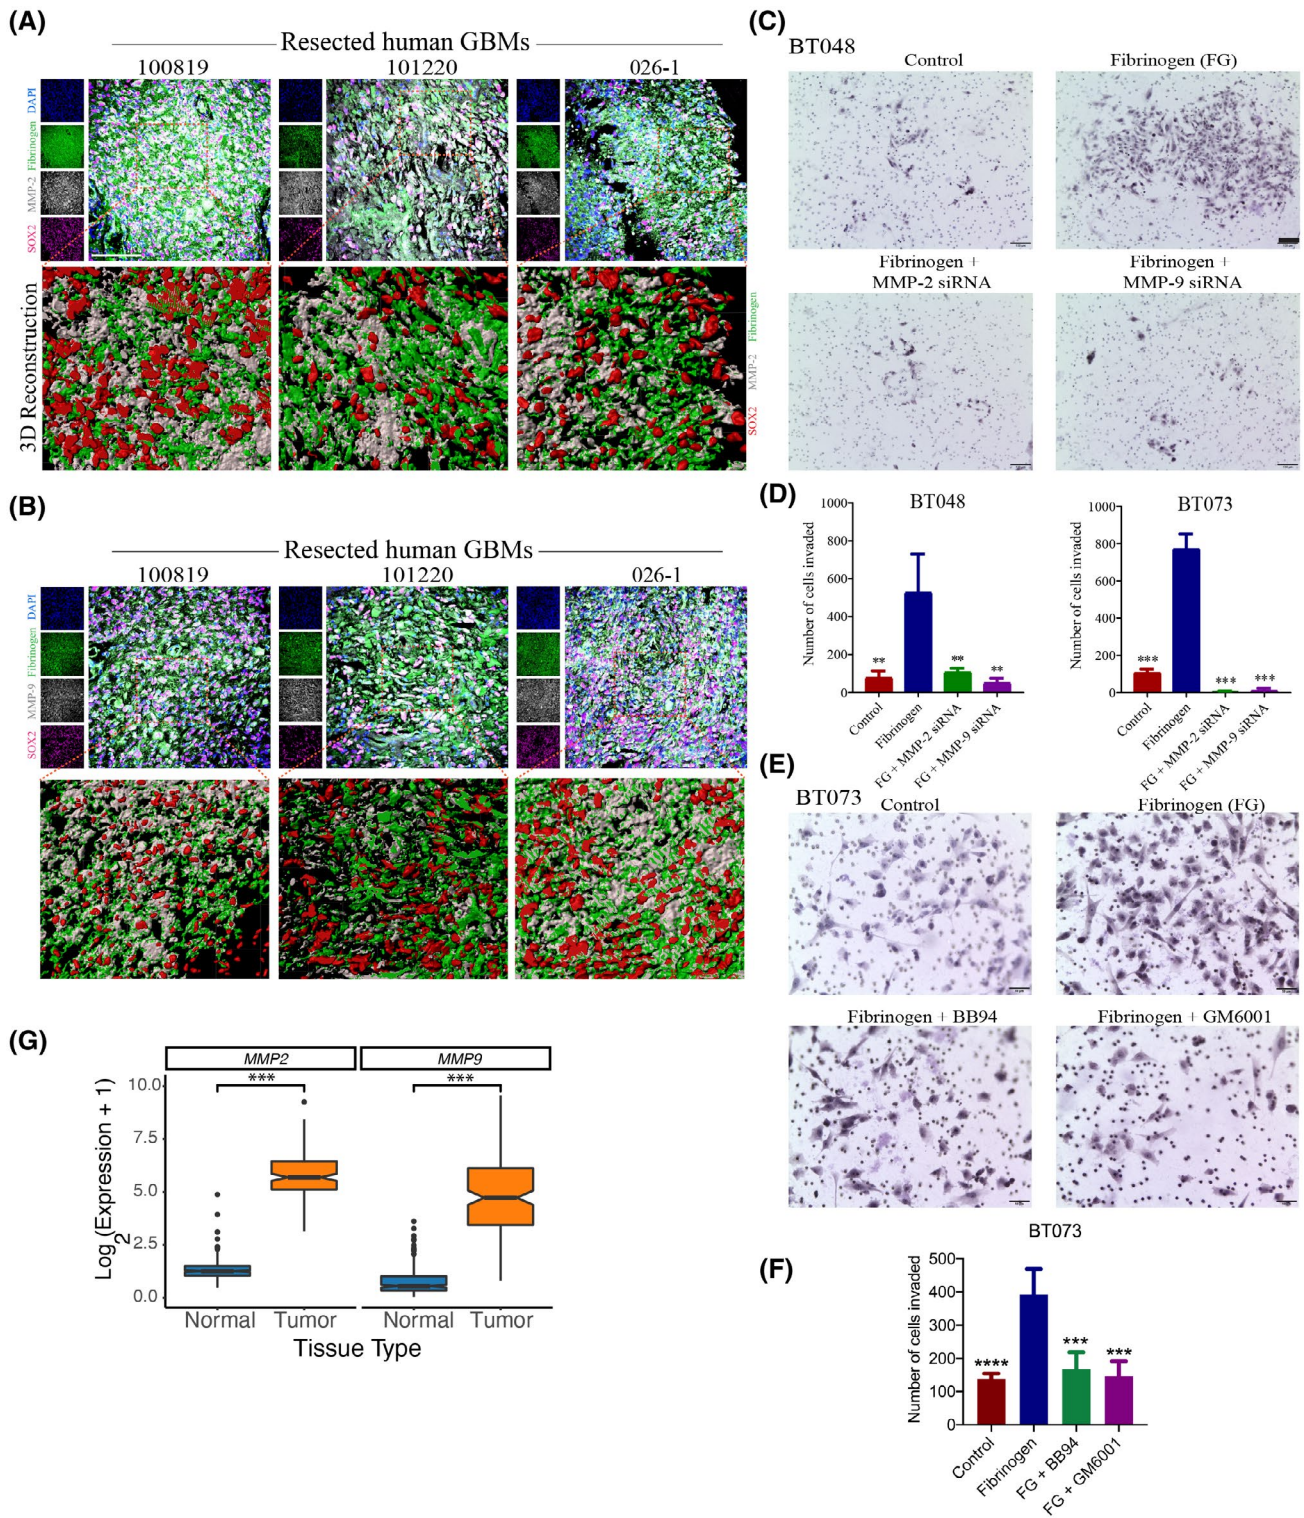 (A)
Resected human GBMs
100819 101220 026-1
DAPI
Fibrinogen
MMP-2
SOX2
3D Reconstruction
SOX2 MMP-2 Fibrinogen
(B)
Resected human GBMs
100819 101220 026-1
DAPI
Fibrinogen
MMP-9
SOX2
(C)
BT048
Control
Fibrinogen (FG)
Fibrinogen +
MMP-2 siRNA
Fibrinogen +
MMP-9 siRNA
(D)
BT048
Number of cells invaded
1000
800
600
400
200
0
**
**
**
Control
Fibrinogen
FG + MMP-2 siRNA
FG + MMP-9 siRNA
BT073
Number of cells invaded
1000
800
600
400
200
0
***
***
***
Control
Fibrinogen
FG + MMP-2 siRNA
FG + MMP-9 siRNA
(E)
BT073
Control
Fibrinogen (FG)
Fibrinogen + BB94
Fibrinogen + GM6001
(F)
BT073
Number of cells invaded
500
400
300
200
100
0
****
***
***
Control
Fibrinogen
FG + BB94
FG + GM6001
(G)
MMP2
MMP9
***
***
Log2(Expression + 1)
10.0
7.5
5.0
2.5
0.0
Normal Tumor Normal Tumor
Tissue Type